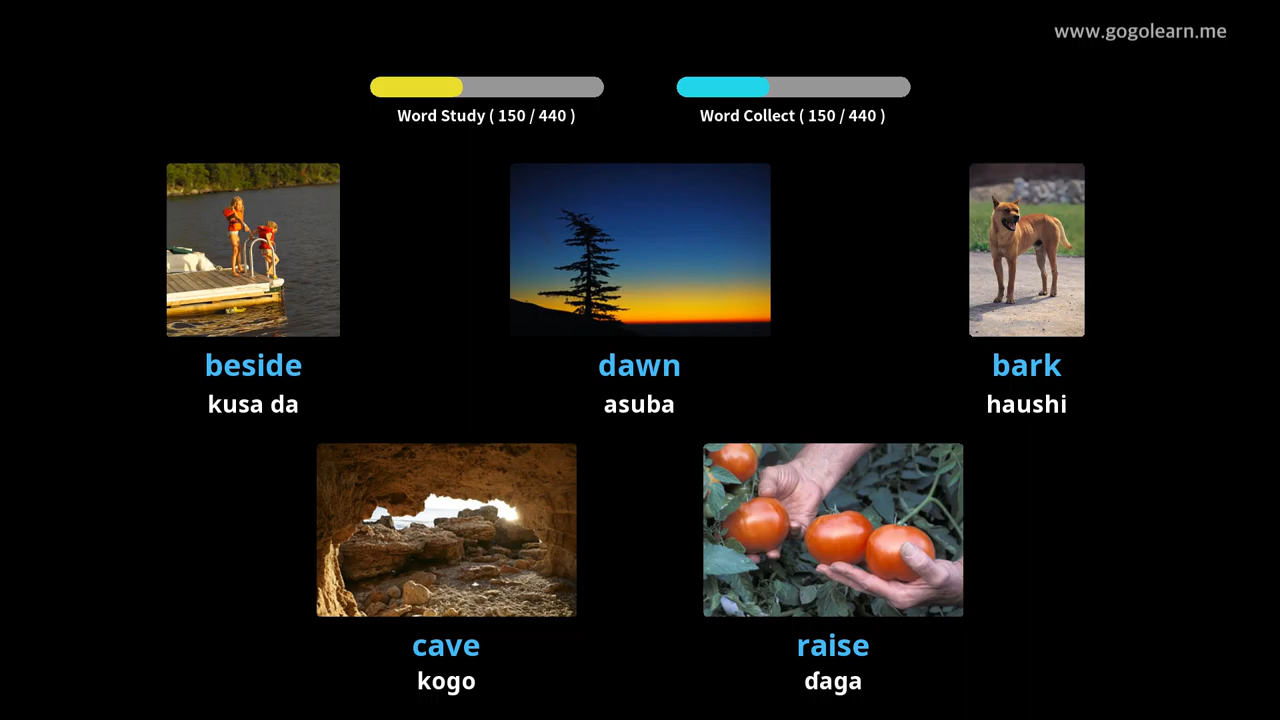 www.gogolearn.me
Word Study ( 150 / 440 )
Word Collect ( 150 / 440 )
beside
kusa da
dawn
asuba
bark
haushi
cave
kogo
raise
ɗaga